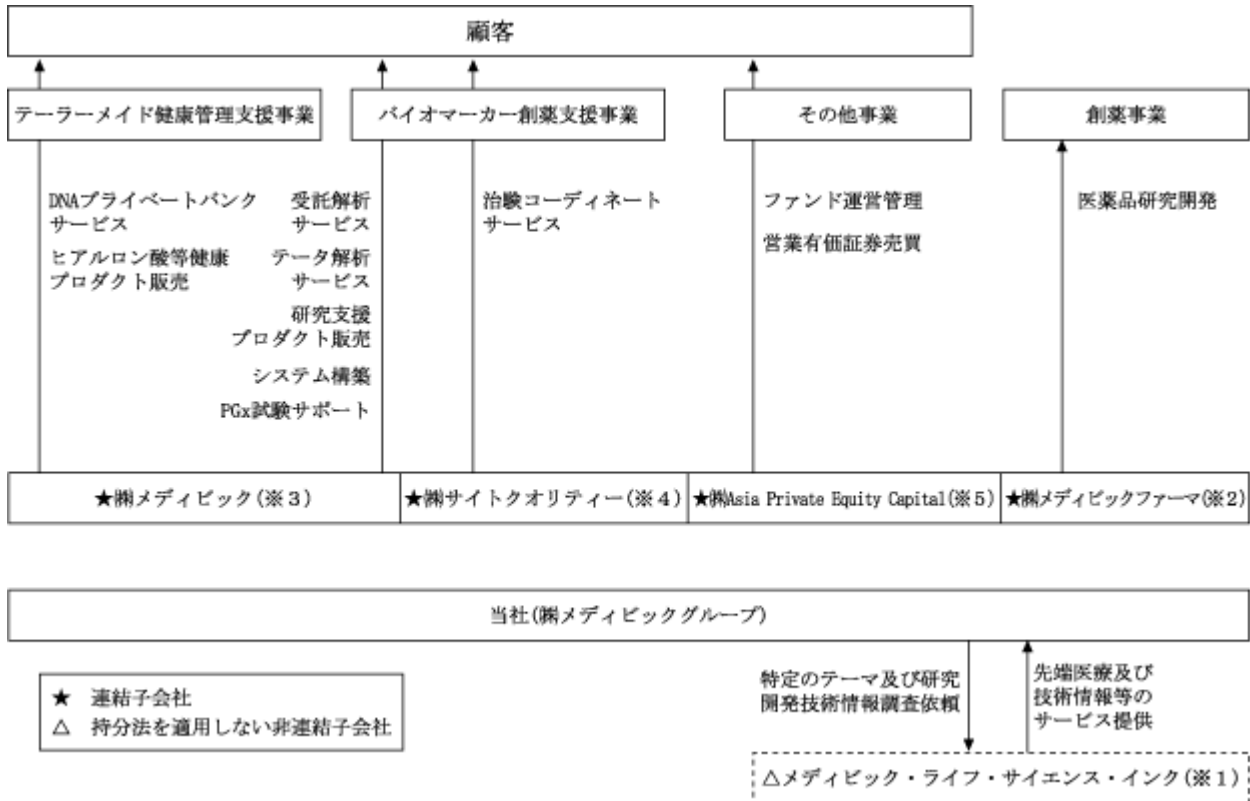 顧客
テーラーメイド健康管理支援事業
バイオマーカー創薬支援事業
その他事業
創薬事業
DNAプライベートバンク
サービス
ヒアルロン酸等健康
プロダクト販売
受託解析
サービス
データ解析
サービス
研究支援
プロダクト販売
システム構築
PGx試験サポート
治験コーディネート
サービス
ファンド運営管理
営業有価証券売買
医薬品研究開発
★㈱メディビック(※3)
★㈱サイトクオリティー(※4)
★㈱Asia Private Equity Capital(※5)
★㈱メディビックファーマ(※2)
当社(㈱メディビックグループ)
特定のテーマ及び研究
開発技術情報調査依頼
先端医療及び
技術情報等の
サービス提供
★ 連結子会社
△ 持分法を適用しない非連結子会社
△メディビック・ライフ・サイエンス・インク(※1)